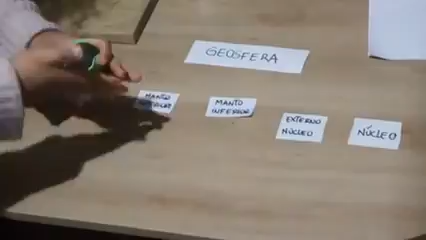 GEOSFERA
MANTO
MANTO
INFERIOR
EXTERNO
NÚCLEO
NÚCLEO